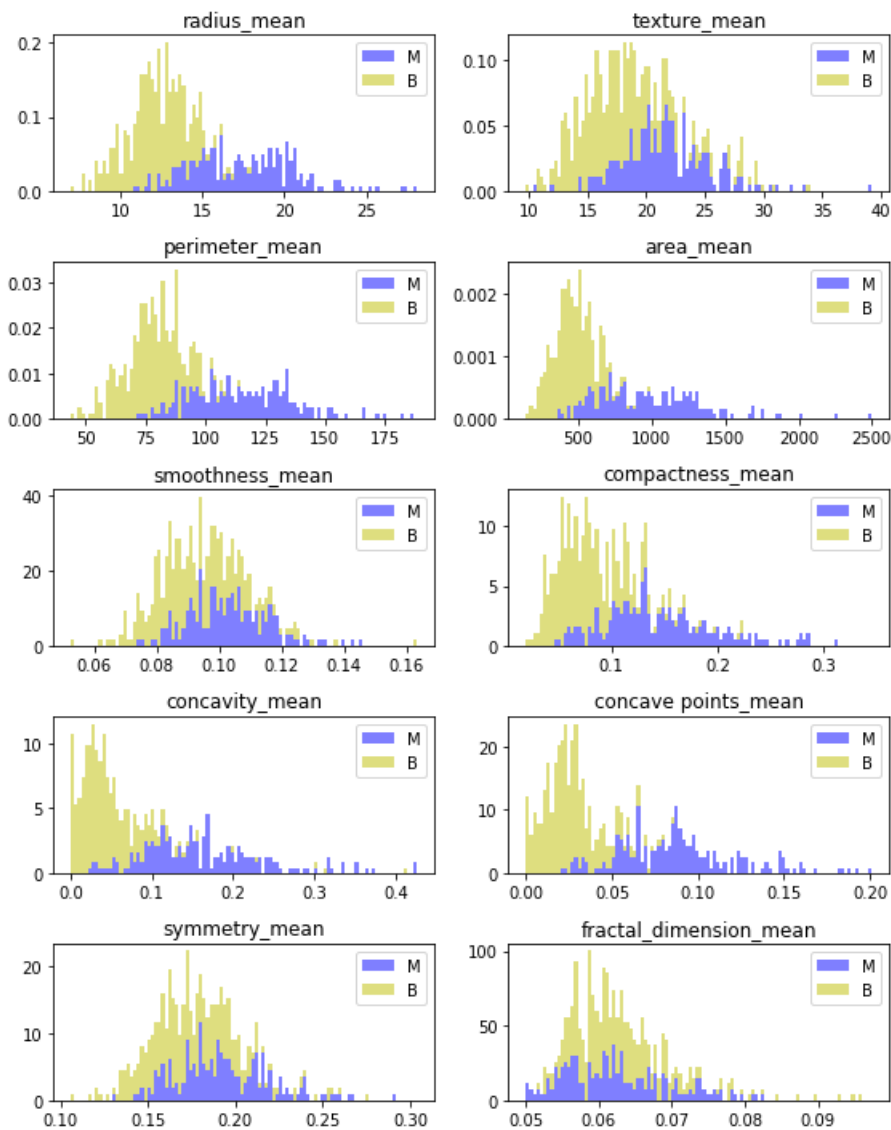 radius_mean
0.2
0.1
0.0
10 15 20 25
M
B
texture_mean
0.10
0.05
0.00
10 15 20 25 30 35 40
M
B
perimeter_mean
0.03
0.02
0.01
0.00
50 75 100 125 150 175
M
B
area_mean
0.002
0.001
0.000
500 1000 1500 2000 2500
M
B
smoothness_mean
40
20
0
0.06 0.08 0.10 0.12 0.14 0.16
M
B
compactness_mean
10
5
0
0.1 0.2 0.3
M
B
concavity_mean
10
5
0
0.0 0.1 0.2 0.3 0.4
M
B
concave points_mean
20
10
0
0.00 0.05 0.10 0.15 0.20
M
B
symmetry_mean
20
10
0
0.10 0.15 0.20 0.25 0.30
M
B
fractal_dimension_mean
100
50
0
0.05 0.06 0.07 0.08 0.09
M
B